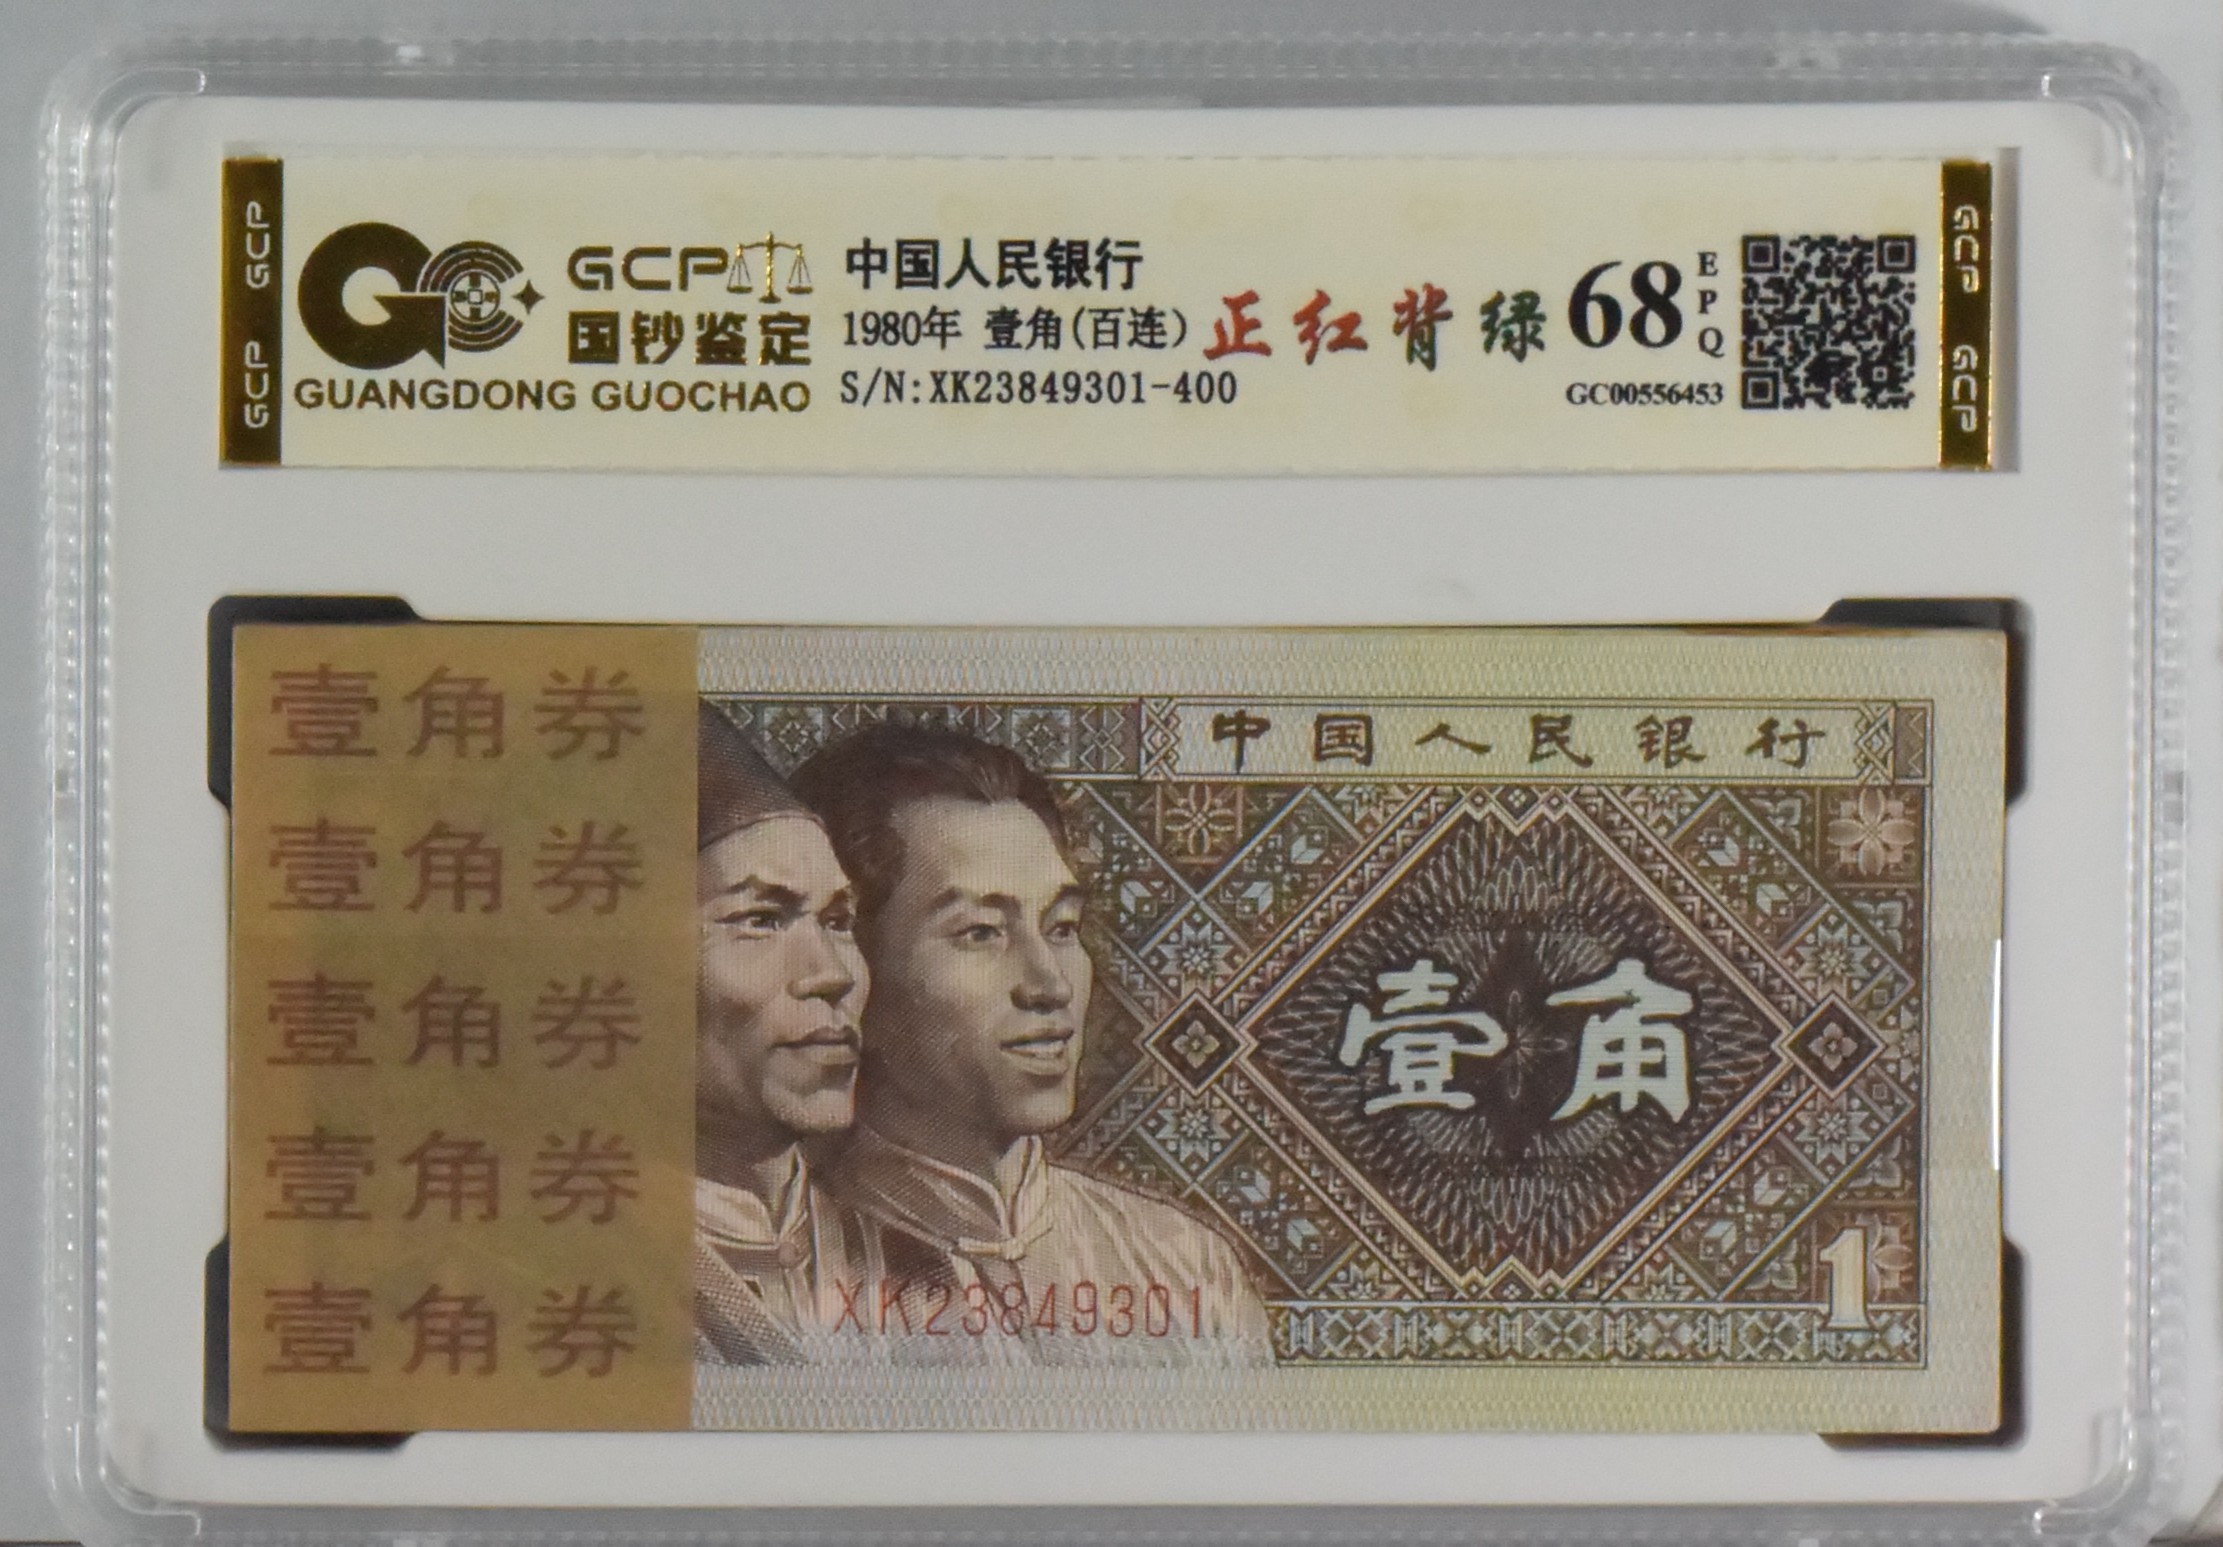 GCP GCP
GCP
国钞鉴定
GUANGDONG GUOCHAO
中国人民银行
1980年 壹角(百连)
S/N:XK23849301-400
正红背绿
68
EPQ
GC00556453
GCP GCP
壹角券
壹角券
壹角券
壹角券
壹角券
中国人民银行
壹角
1
XK23849301